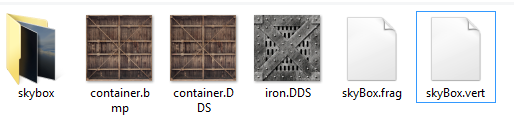 skybox
container.b
mp
container.D
DS
iron.DDS
skyBox.frag
skyBox.vert